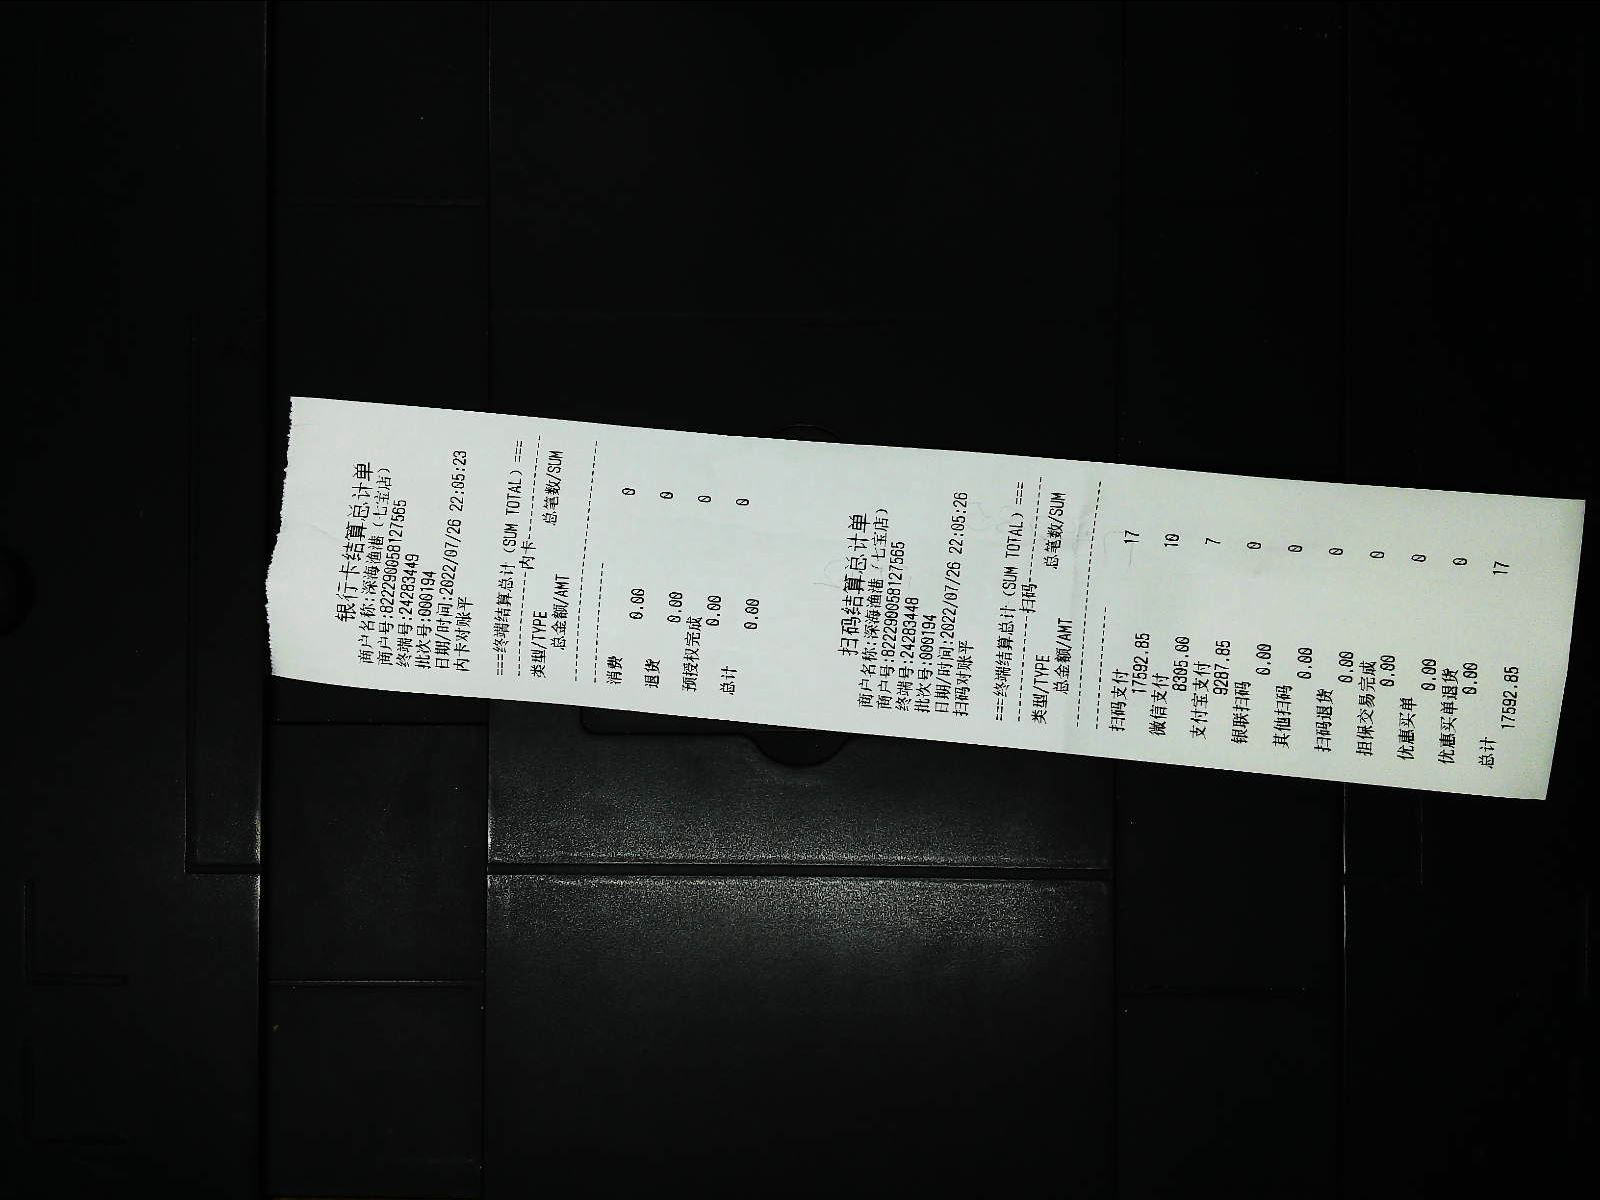 银行卡结算总计单
商户名称:深海渔港（七宝店）
商户号:822290058127565
终端号:24283449
批次号:000194
日期/时间:2022/07/26 22:05:23
内卡对账平
===终端结算总计（SUM TOTAL）===
---------------内卡---------------
类型/TYPE 总笔数/SUM
总金额/AMT
--------------------------------
消费 0
0.00
退货 0
0.00
预授权完成 0
0.00
总计 0
0.00
扫码结算总计单
商户名称:深海渔港（七宝店）
商户号:822290058127565
终端号:24283448
批次号:000194
日期/时间:2022/07/26 22:05:26
扫码对账平
===终端结算总计（SUM TOTAL）===
---------------扫码---------------
类型/TYPE 总笔数/SUM
总金额/AMT
--------------------------------
扫码支付 17
17592.85
微信支付 10
8305.00
支付宝支付 7
9287.85
银联扫码 0
0.00
其他扫码 0
0.00
扫码退货 0
0.00
担保交易完成 0
0.00
优惠买单 0
0.00
优惠买单退货 0
0.00
总计 17
17592.85